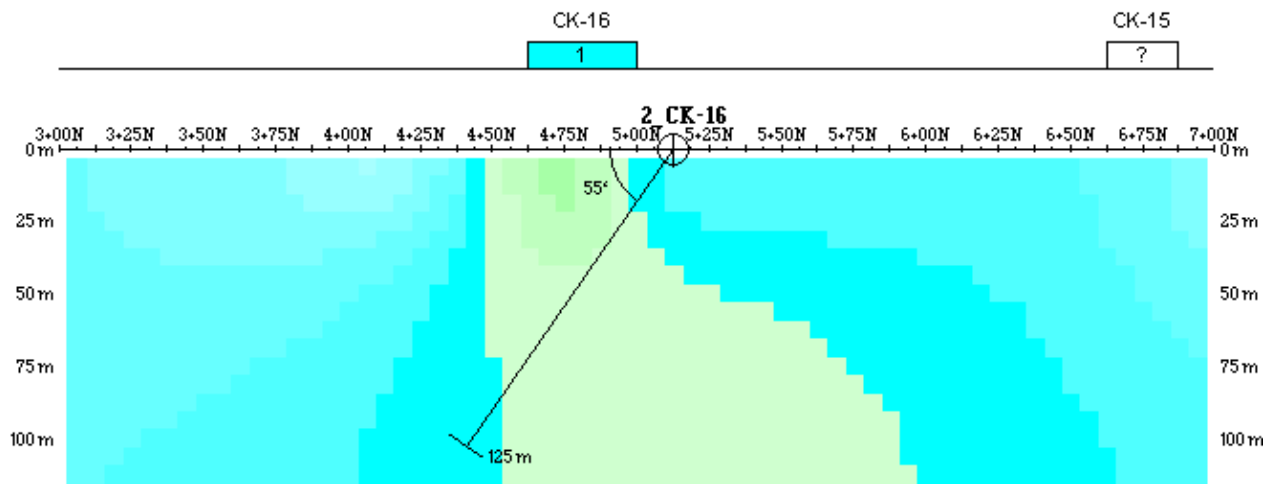 CK-16 CK-15
1 ?
2 CK-16
3+00N 3+25N 3+50N 3+75N 4+00N 4+25N 4+50N 4+75N 5+00N 5+25N 5+50N 5+75N 6+00N 6+25N 6+50N 6+75N 7+00N
0 m 0 m
55°
25 m 25 m
50 m 50 m
75 m 75 m
100 m 100 m
125 m